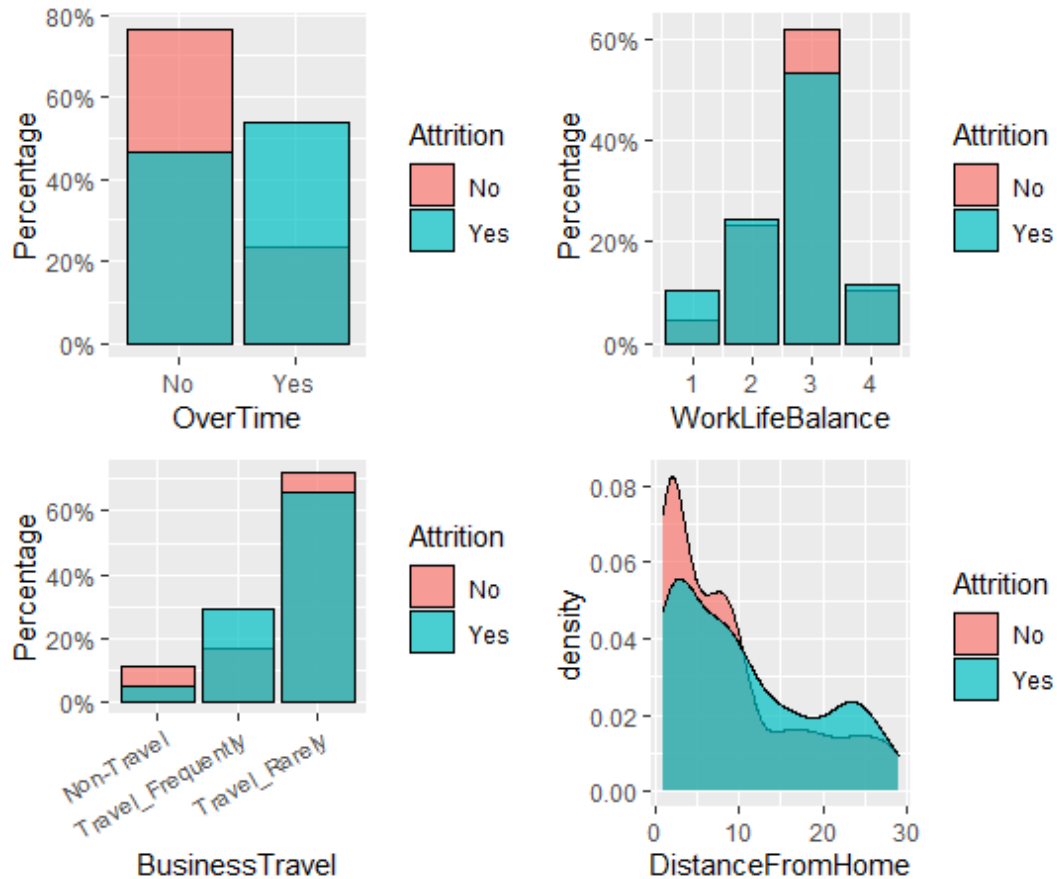 80%
60%
40%
20%
0%
Percentage
No
Yes
OverTime
Attrition
No
Yes
60%
40%
20%
0%
Percentage
1
2
3
4
WorkLifeBalance
Attrition
No
Yes
60%
40%
20%
0%
Percentage
Non-Travel
Travel_Frequently
Travel_Rarely
BusinessTravel
Attrition
No
Yes
0.08
0.06
0.04
0.02
0.00
density
0
10
20
30
DistanceFromHome
Attrition
No
Yes